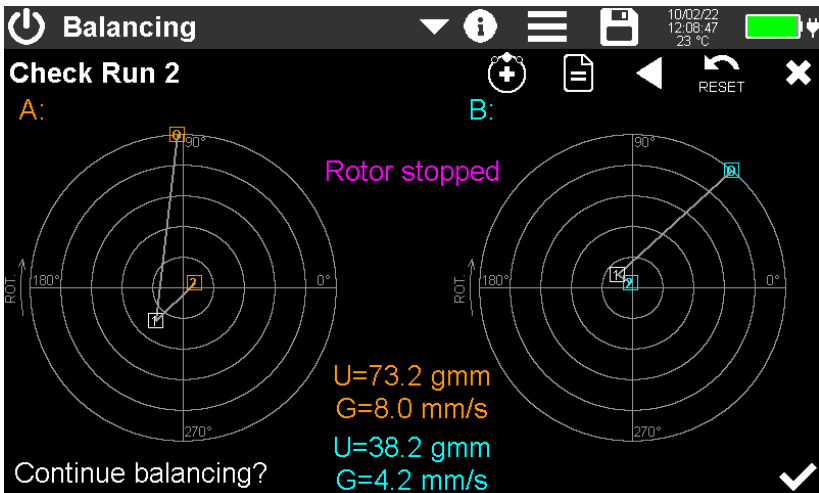 Balancing
i
10/02/22
12:08:47
23 °C
Check Run 2
RESET
A:
B:
Rotor stopped
0
90°
180°
0°
270°
ROT.
1
2
90°
180°
0°
270°
ROT.
1
2
U=73.2 gmm
G=8.0 mm/s
U=38.2 gmm
G=4.2 mm/s
Continue balancing?